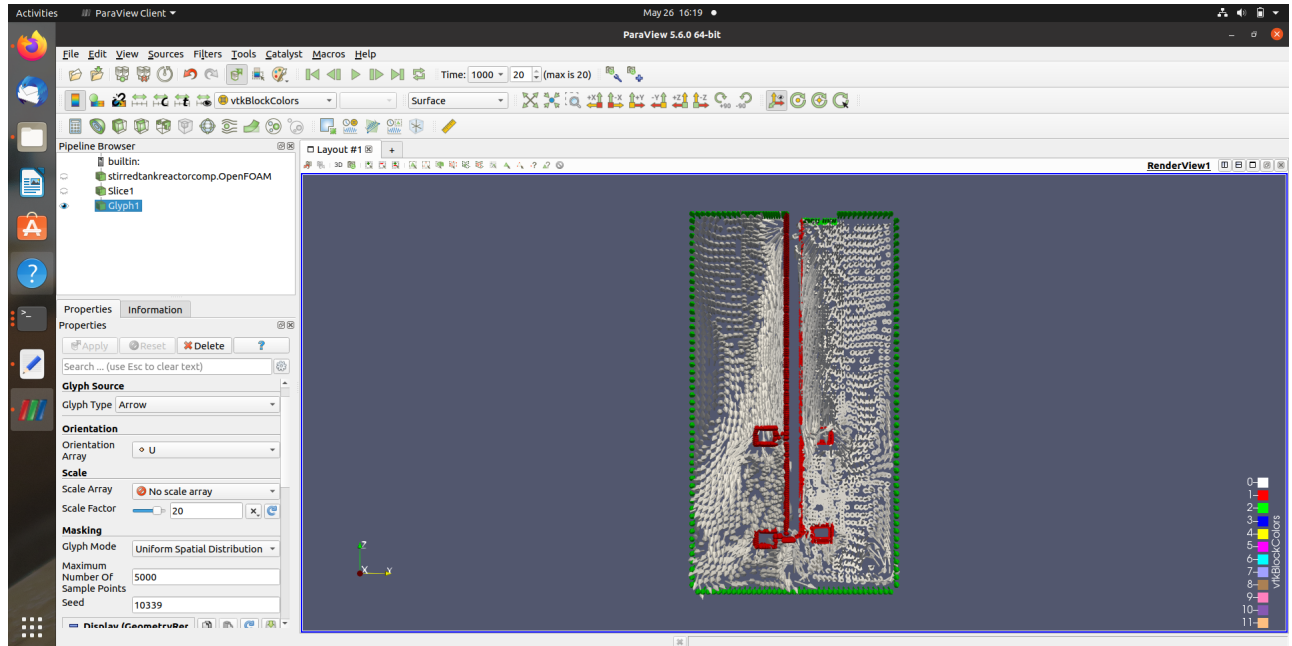 Activities ParaView Client May 26 16:19
ParaView 5.6.0 64-bit
File Edit View Sources Filters Tools Catalyst Macros Help
Time: 1000 20 (max is 20)
vtkBlockColors Surface
Pipeline Browser
Layout #1 +
builtin:
3D
RenderView1
stirredtankreactorcomp.OpenFOAM
Slice1
Glyph1
Properties Information
Properties
Apply Reset Delete ?
Search ... (use Esc to clear text)
Glyph Source
Glyph Type Arrow
Orientation
Orientation Array U
Scale
Scale Array No scale array
Scale Factor 20
Masking
Glyph Mode Uniform Spatial Distribution
Maximum Number Of Sample Points 5000
Seed 10339
Display (GeometryRer
Z
X Y
0
1
2
3
4
5
6
7
8
9
10
11
vtkBlockColors